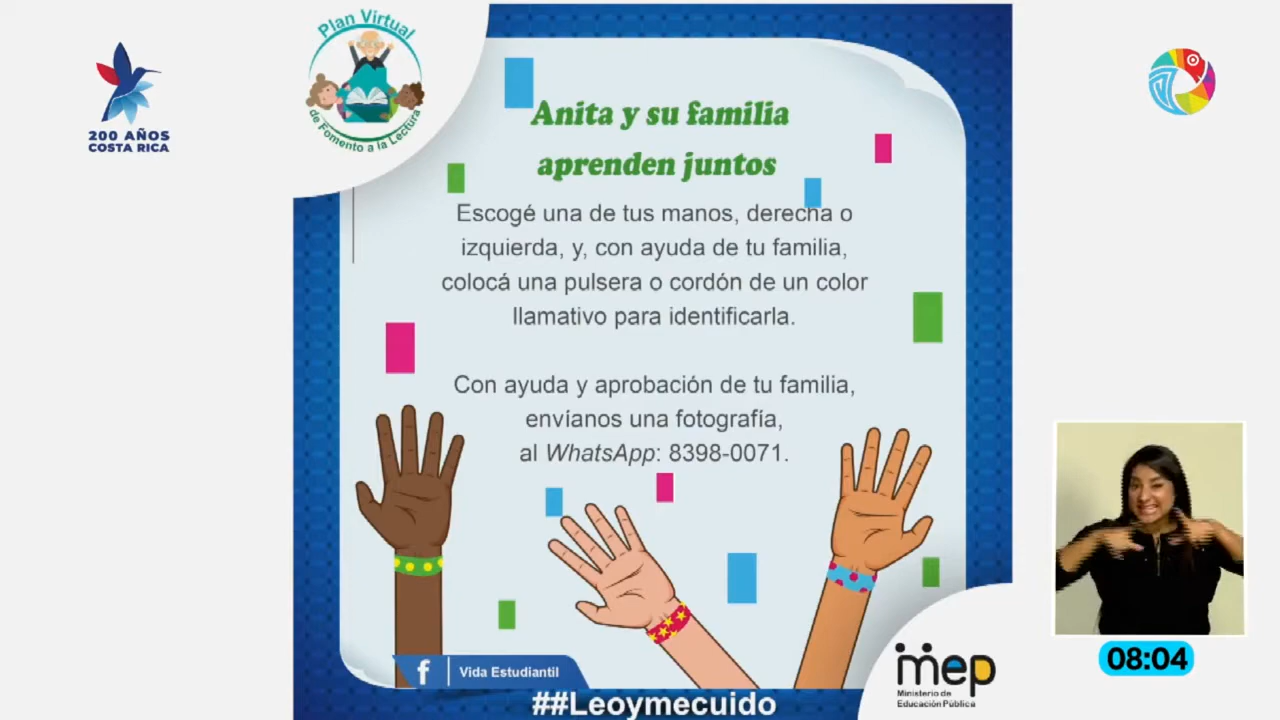 Plan Virtual
de Fomento a la Lectura
200 AÑOS
COSTA RICA
Anita y su familia
aprenden juntos
Escogé una de tus manos, derecha o
izquierda, y, con ayuda de tu familia,
colocá una pulsera o cordón de un color
llamativo para identificarla.
Con ayuda y aprobación de tu familia,
envíanos una fotografía,
al WhatsApp: 8398-0071.
f
Vida Estudiantil
##Leoymecuido
mep
Ministerio de
Educación Pública
08:04